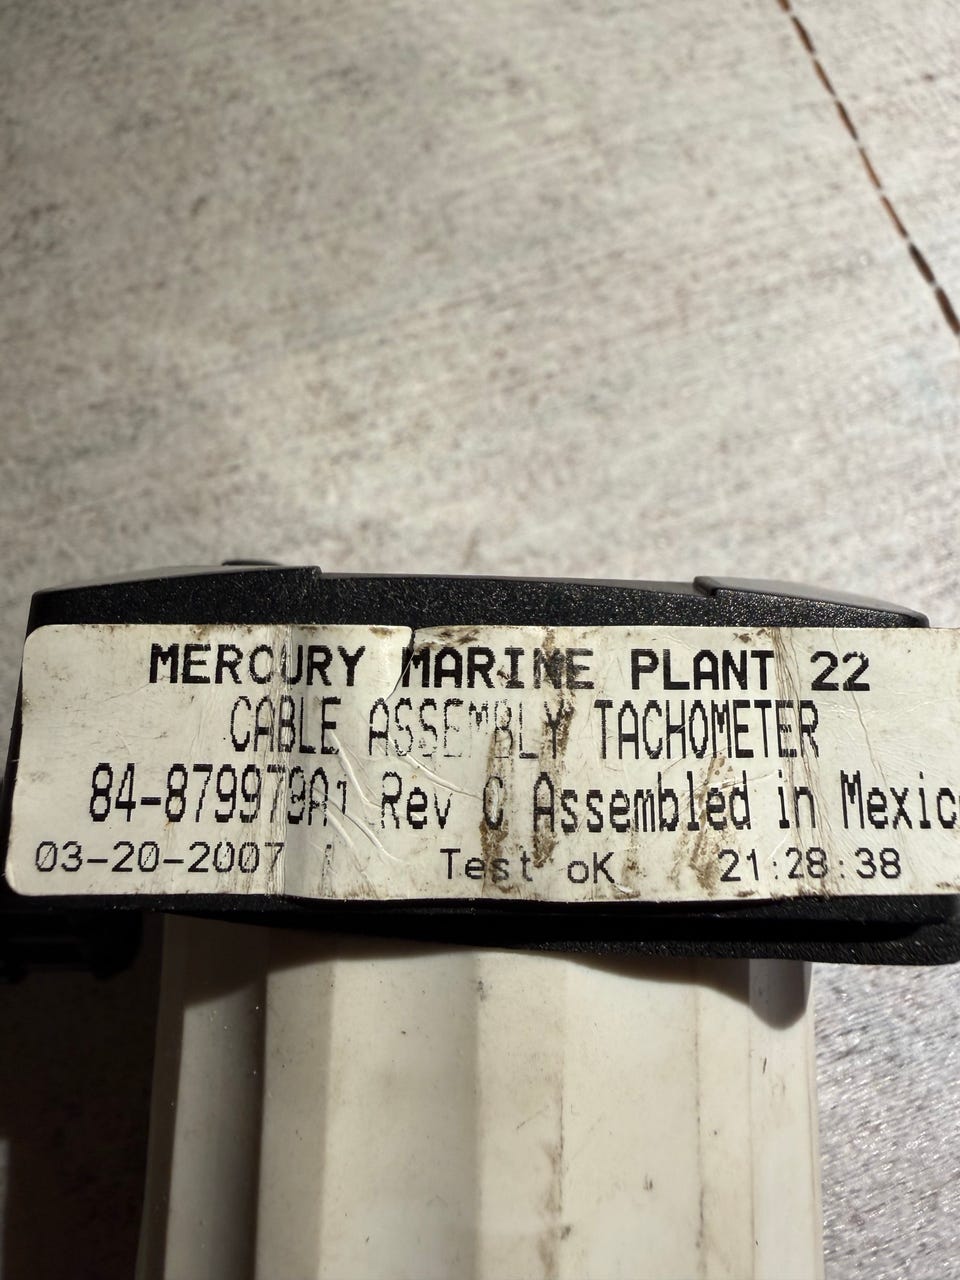 MERCURY MARINE PLANT 22
CABLE ASSEMBLY TACHOMETER
84-879979A1 Rev C Assembled in Mexic
03-20-2007 Test oK 21:28:38